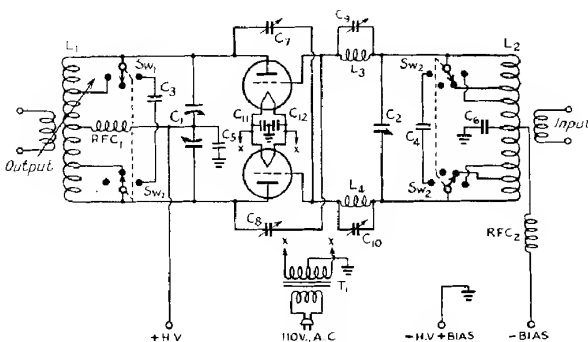 C7
C9
L1
SW1
C3
C1
RFC1
Output
SW1
C11
C12
C5
x
x
L3
C2
SW2
L2
C4
C6
Input
SW2
C8
L4
C10
RFC2
x
x
T1
+HV
110V., A.C
-H.V +BIAS
-BIAS